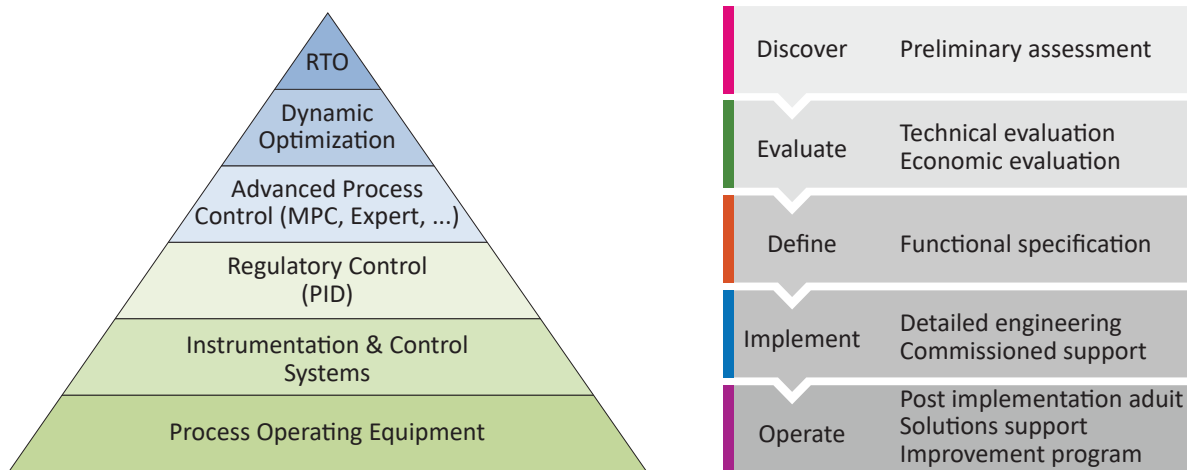 RTO
Dynamic
Optimization
Advanced Process
Control (MPC, Expert, ...)
Regulatory Control
(PID)
Instrumentation & Control
Systems
Process Operating Equipment
Discover
Preliminary assessment
Evaluate
Technical evaluation
Economic evaluation
Define
Functional specification
Implement
Detailed engineering
Commissioned support
Operate
Post implementation aduit
Solutions support
Improvement program